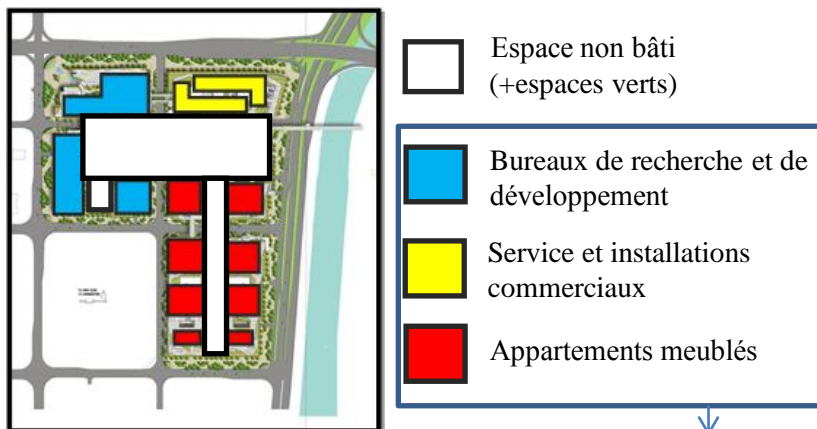 Espace non bâti
(+espaces verts)
Bureaux de recherche et de
développement
Service et installations
commerciaux
Appartements meublés